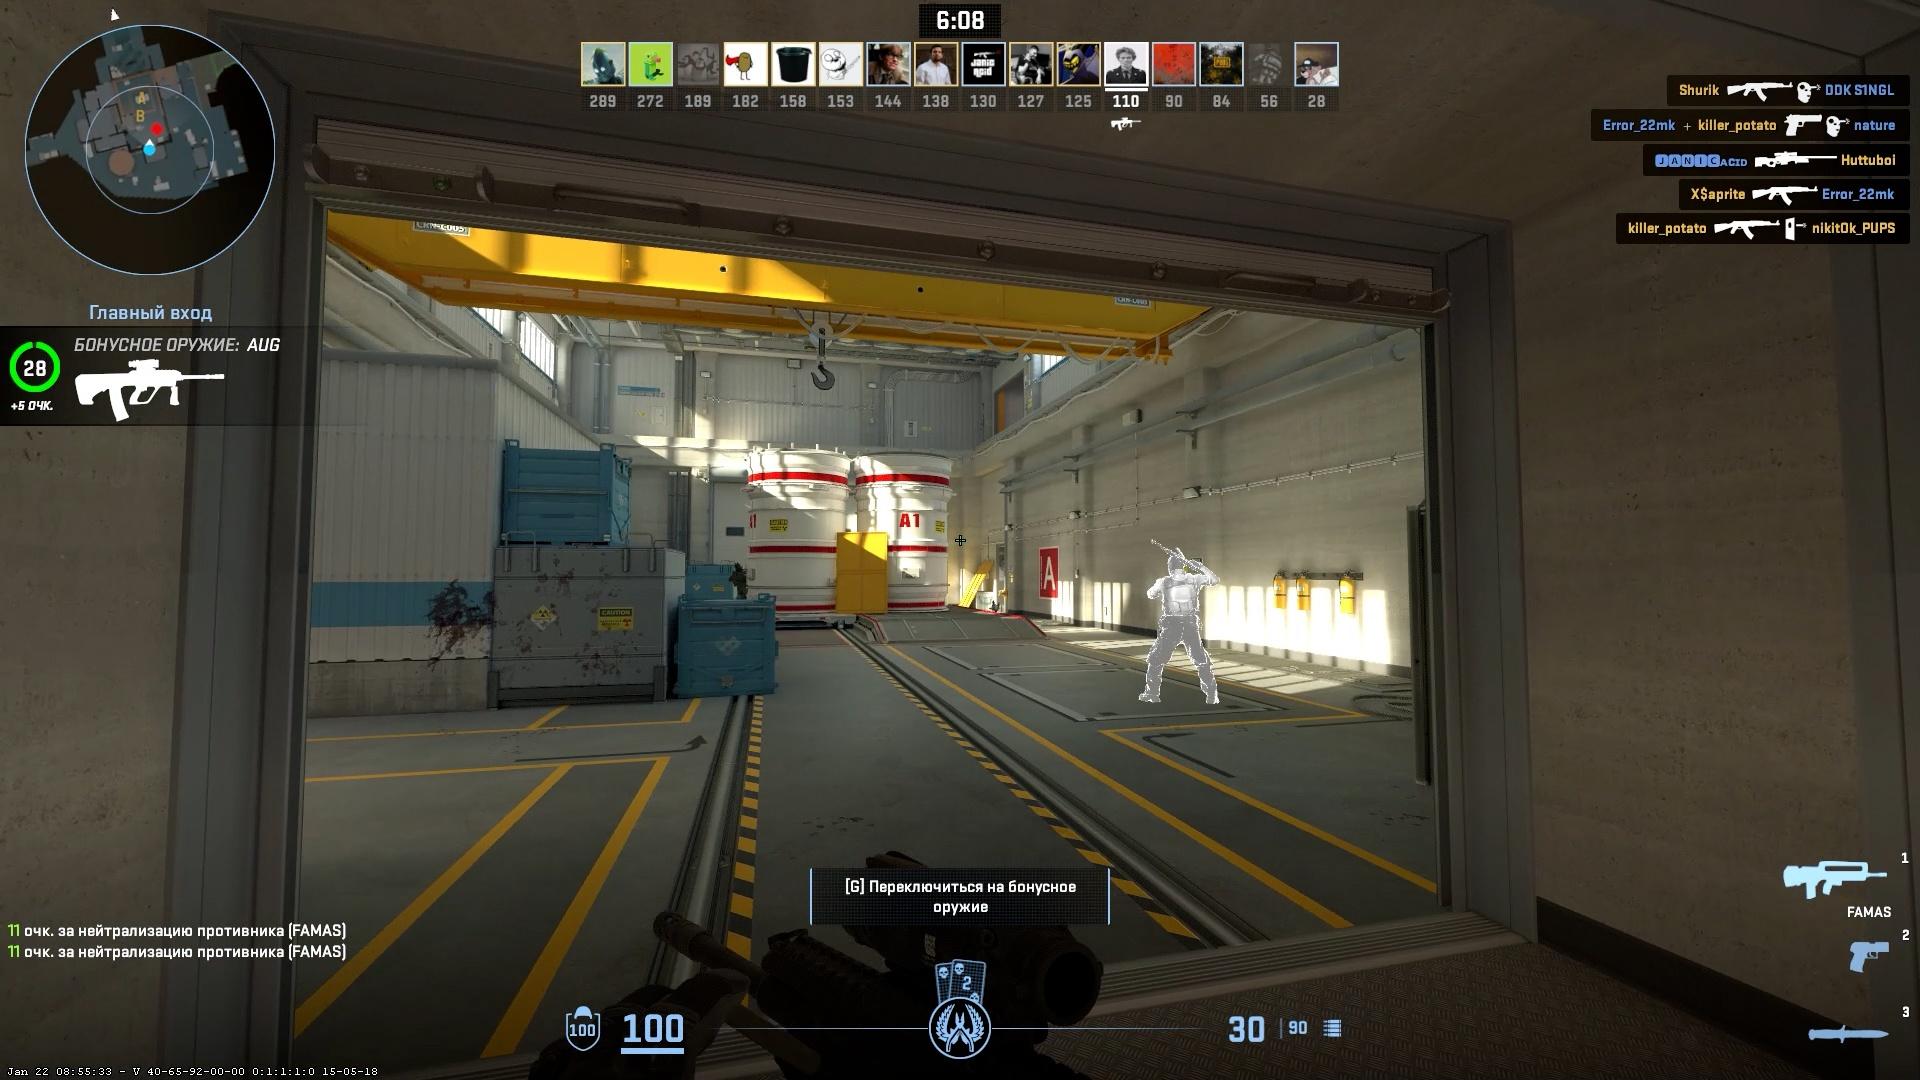 6:08
289 272 189 182 158 153 144 138 130 127 125 110 90 84 56 28
JANIC ACID
A
B
Shurik DDK S1NGL
Error_22mk + killer_potato nature
JANICACID Huttuboi
X$aprite Error_22mk
killer_potato nikit0k_PUPS
Главный вход
БОНУСНОЕ ОРУЖИЕ: AUG
28
+5 ОЧК.
A1
A
CAUTION
[G] Переключиться на бонусное
оружие
11 очк. за нейтрализацию противника (FAMAS)
11 очк. за нейтрализацию противника (FAMAS)
1
FAMAS
2
3
2
100 100
30 | 90
Jan 22 08:55:33 - V 40-65-92-00-00 0:1:1:1:0 15-05-18